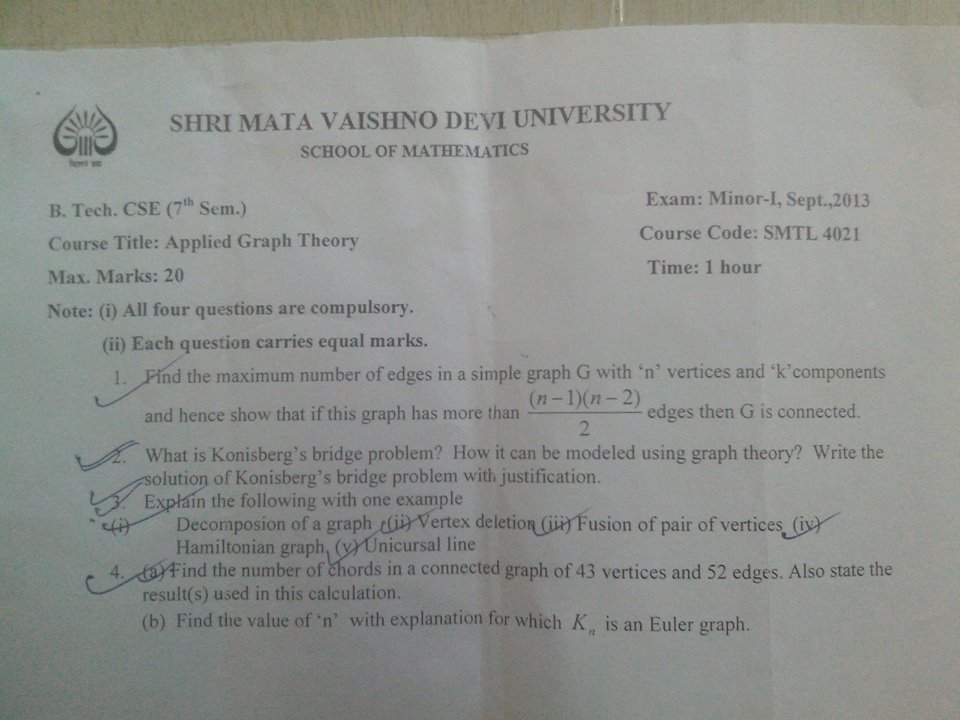 SHRI MATA VAISHNO DEVI UNIVERSITY
SCHOOL OF MATHEMATICS
B. Tech. CSE (7th Sem.)
Exam: Minor-I, Sept.,2013
Course Title: Applied Graph Theory
Course Code: SMTL 4021
Max. Marks: 20
Time: 1 hour
Note: (i) All four questions are compulsory.
(ii) Each question carries equal marks.
1. Find the maximum number of edges in a simple graph G with ‘n’ vertices and ‘k’components
and hence show that if this graph has more than (n−1)(n−2)/2 edges then G is connected.
2. What is Konisberg’s bridge problem? How it can be modeled using graph theory? Write the
solution of Konisberg’s bridge problem with justification.
3. Explain the following with one example
(i) Decomposion of a graph (ii) Vertex deletion (iii) Fusion of pair of vertices (iv)
Hamiltonian graph, (v) Unicursal line
4. (a) Find the number of chords in a connected graph of 43 vertices and 52 edges. Also state the
result(s) used in this calculation.
(b) Find the value of ‘n’ with explanation for which Kn is an Euler graph.